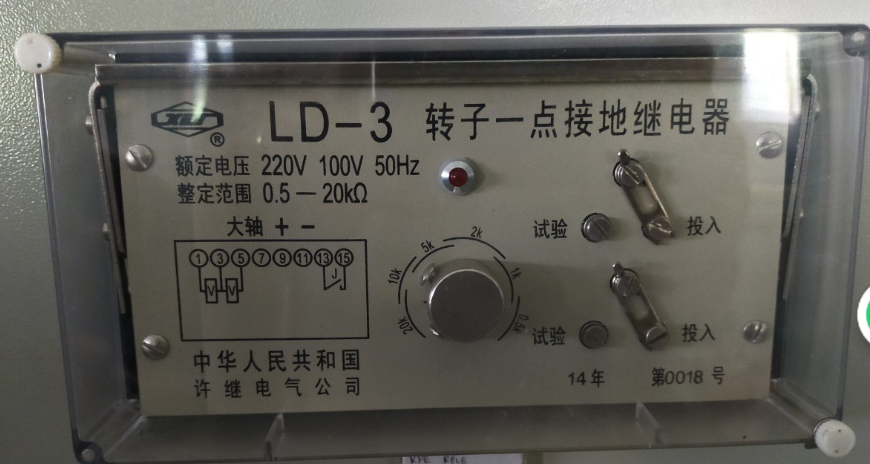 XJ
®
LD-3 转子一点接地继电器
额定电压 220V 100V 50Hz
整定范围 0.5 — 20kΩ
大轴 + -
1 3 5 7 9 11 13 15
V V J
20k 10k 5k 2k 1k 0.5k
试验 投入
试验 投入
中华人民共和国
许继电气公司
14年 第0018号